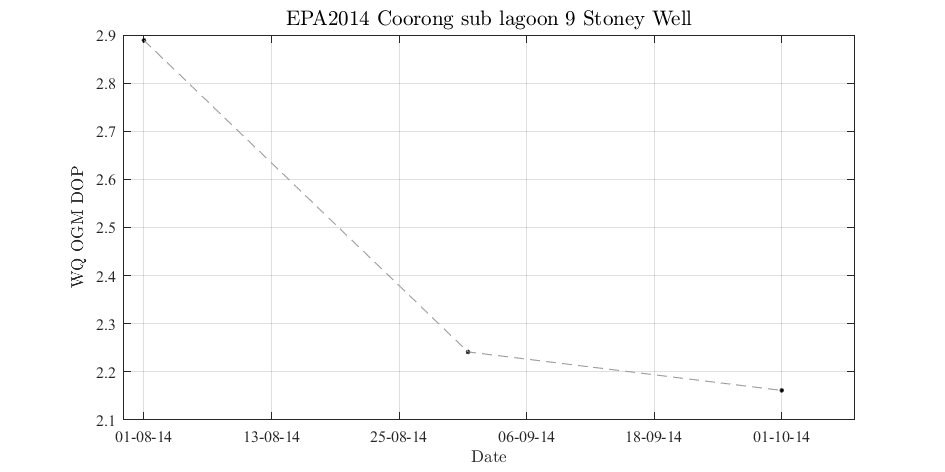 EPA2014 Coorong sub lagoon 9 Stoney Well
2.9
2.8
2.7
2.6
2.5
2.4
2.3
2.2
2.1
WQ OGM DOP
01-08-14 13-08-14 25-08-14 06-09-14 18-09-14 01-10-14
Date